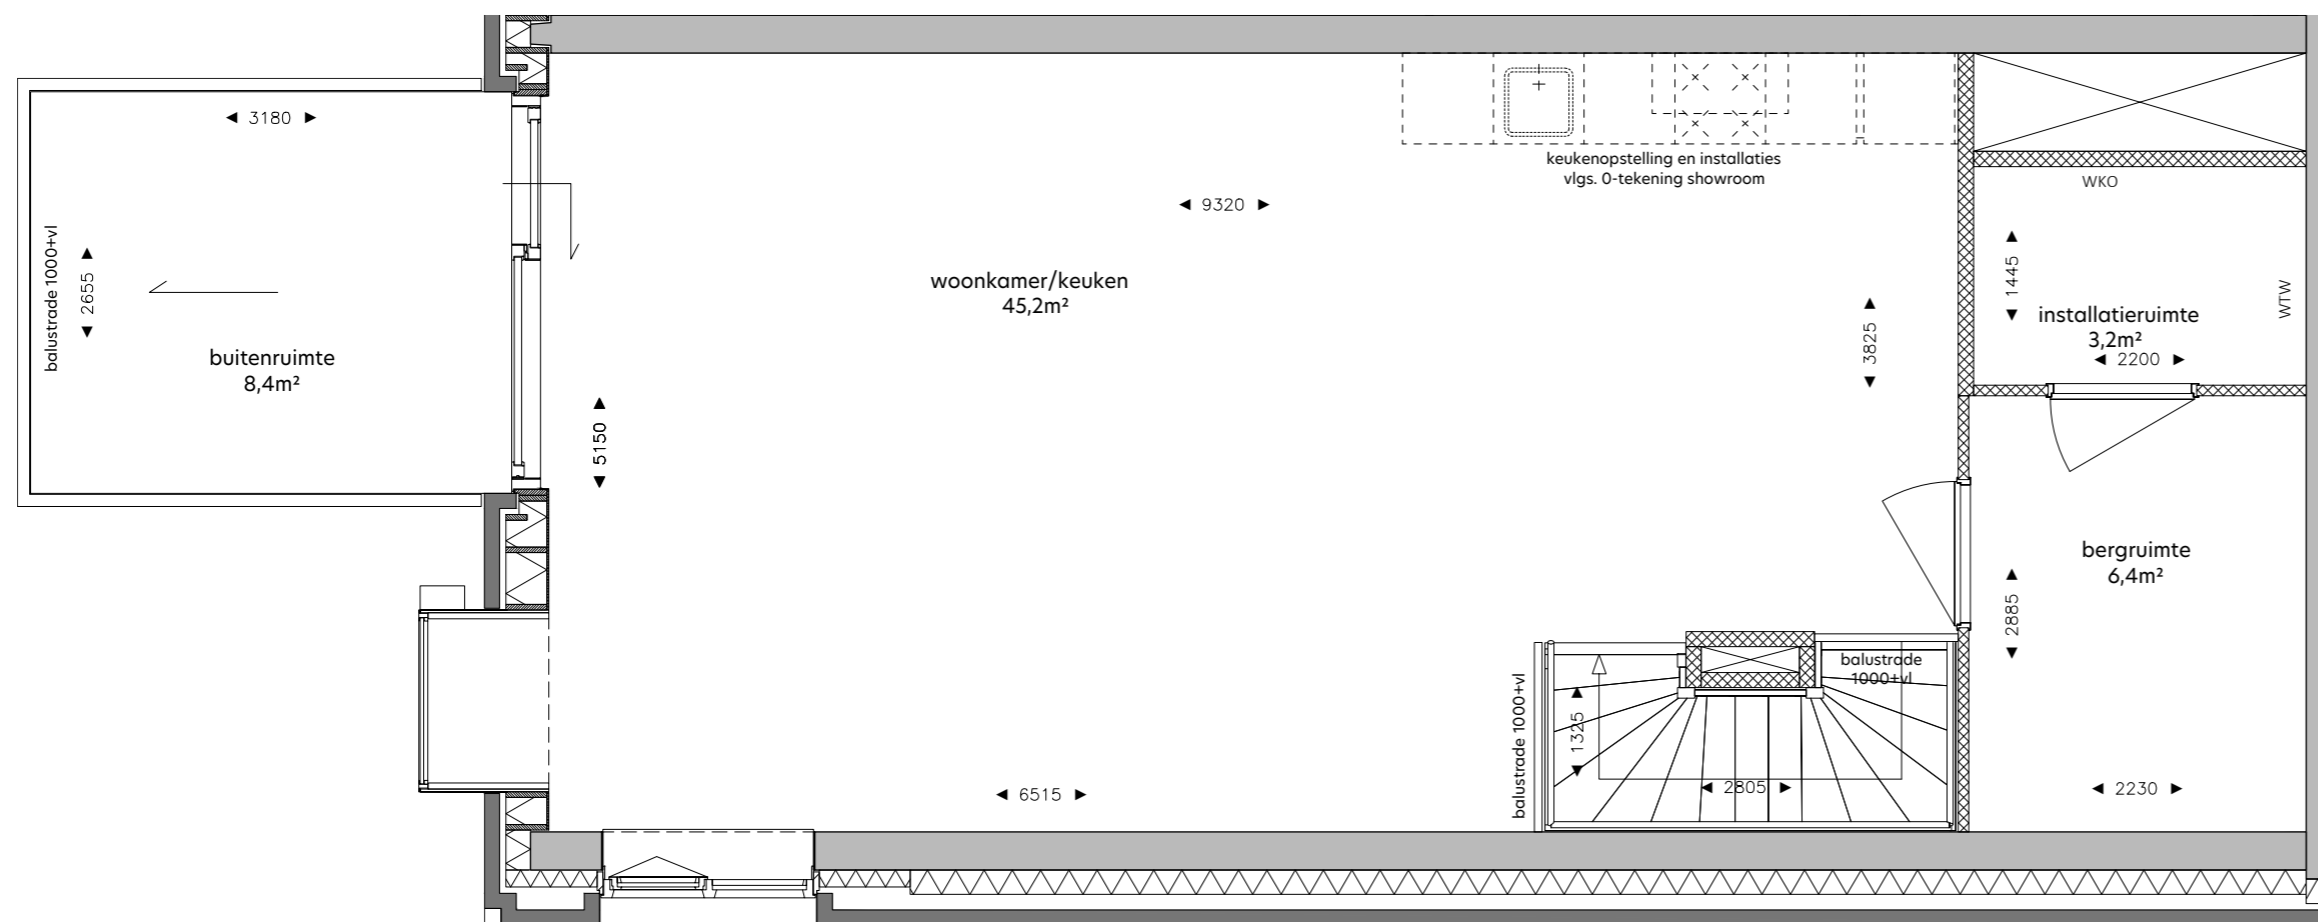 3180
balustrade 1000+vl
2655
buitenruimte
8,4m²
9320
woonkamer/keuken
45,2m²
5150
6515
keukenopstelling en installaties
vlgs. 0-tekening showroom
3825
WKO
1445
WTW
installatieruimte
3,2m²
2200
bergruimte
6,4m²
2885
2230
balustrade
1000+vl
balustrade 1000+vl
1325
2805